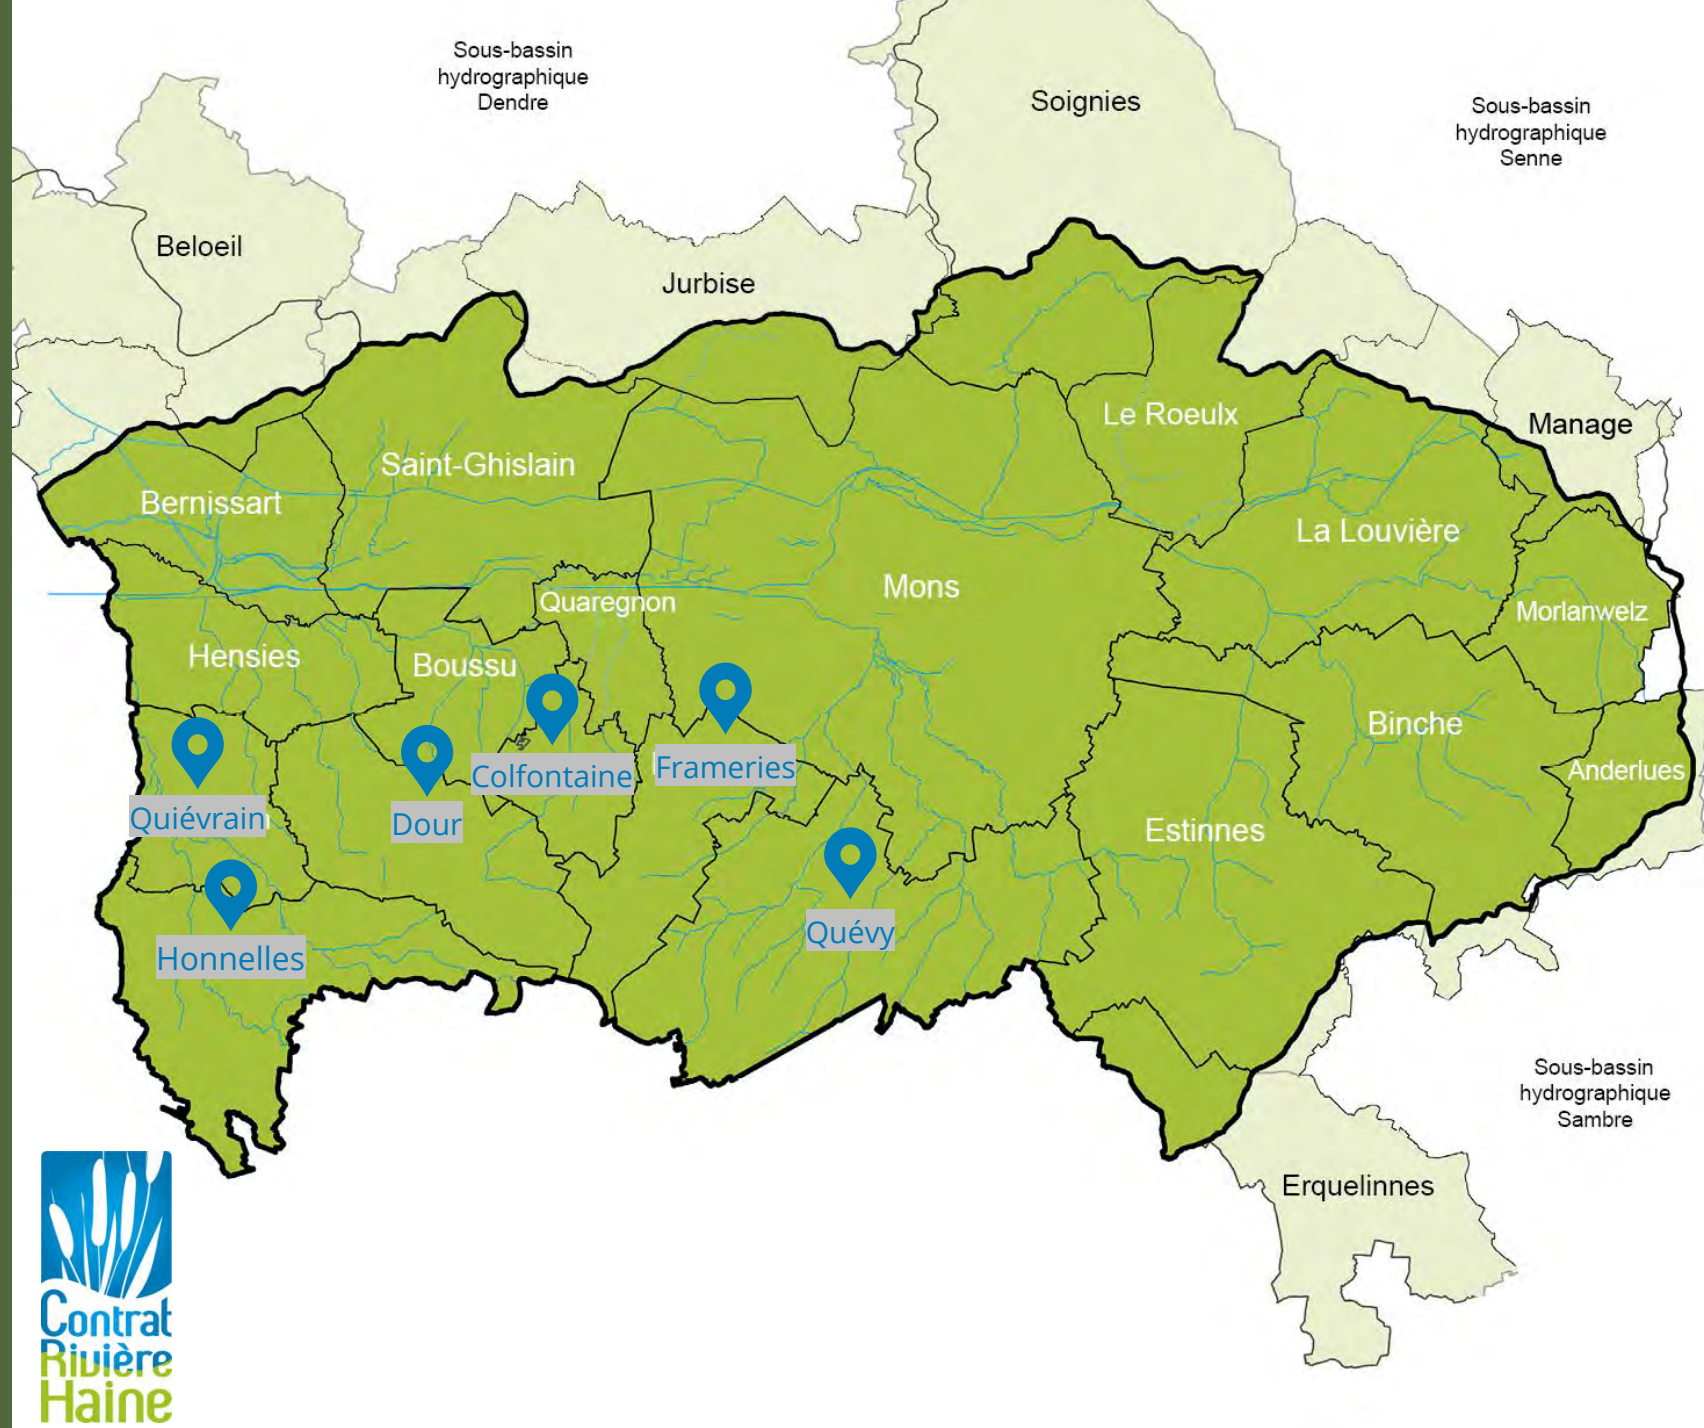 Sous-bassin
hydrographique
Dendre
Soignies
Sous-bassin
hydrographique
Senne
Beloeil
Jurbise
Le Roeulx
Manage
Saint-Ghislain
Bernissart
La Louvière
Mons
Quaregnon
Morlanwelz
Hensies
Boussu
Binche
Colfontaine
Frameries
Anderlues
Quiévrain
Dour
Estinnes
Quévy
Honnelles
Sous-bassin
hydrographique
Sambre
Erquelinnes
Contrat
Rivière
Haine